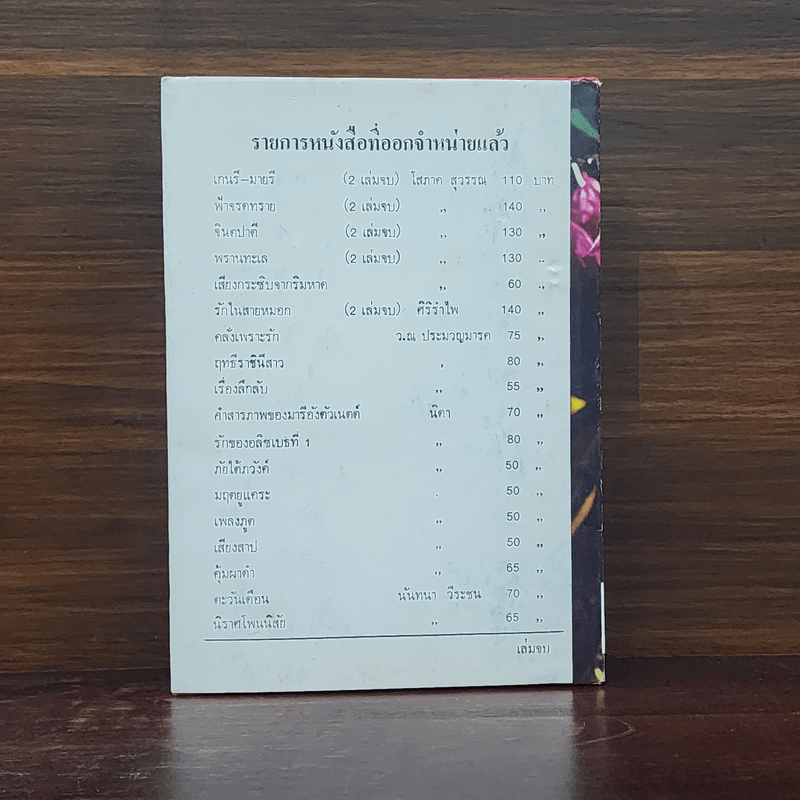 รายการหนังสือที่ออกจำหน่ายแล้ว
เกนรี-มายรี (2 เล่มจบ) โสภาค สุวรรณ 110 บาท
ฟ้าจรดทราย (2 เล่มจบ) ,, 140 ,,
จินตปาตี (2 เล่มจบ) ,, 130 ,,
พรานทะเล (2 เล่มจบ) ,, 130 ,,
เสียงกระซิบจากริมหาด ,, 60 ,,
รักในสายหมอก (2 เล่มจบ) ศิริรำไพ 140 ,,
คลั่งเพราะรัก ว.ณ ประมวญมารค 75 ,,
ฤทธีราชินีสาว , 80 ,,
เรื่องลึกลับ ,, 55 ,,
คำสารภาพของมารีอังตัวเนตต์ นิดา 70 ,,
รักของอลิซเบธที่ 1 ,, 80 ,,
ภัยใต้ภวังค์ ,, 50 ,,
มฤตยูแคระ . 50 ,,
เพลงภูต ,, 50 ,,
เสียงสาป ,, 50 ,,
คุ้มผาคำ ,, 65 ,,
ตะวันเดือน นันทนา วีระชน 70 ,,
นิราศโพนนิสัย ,, 65 ,,
เล่มจบ